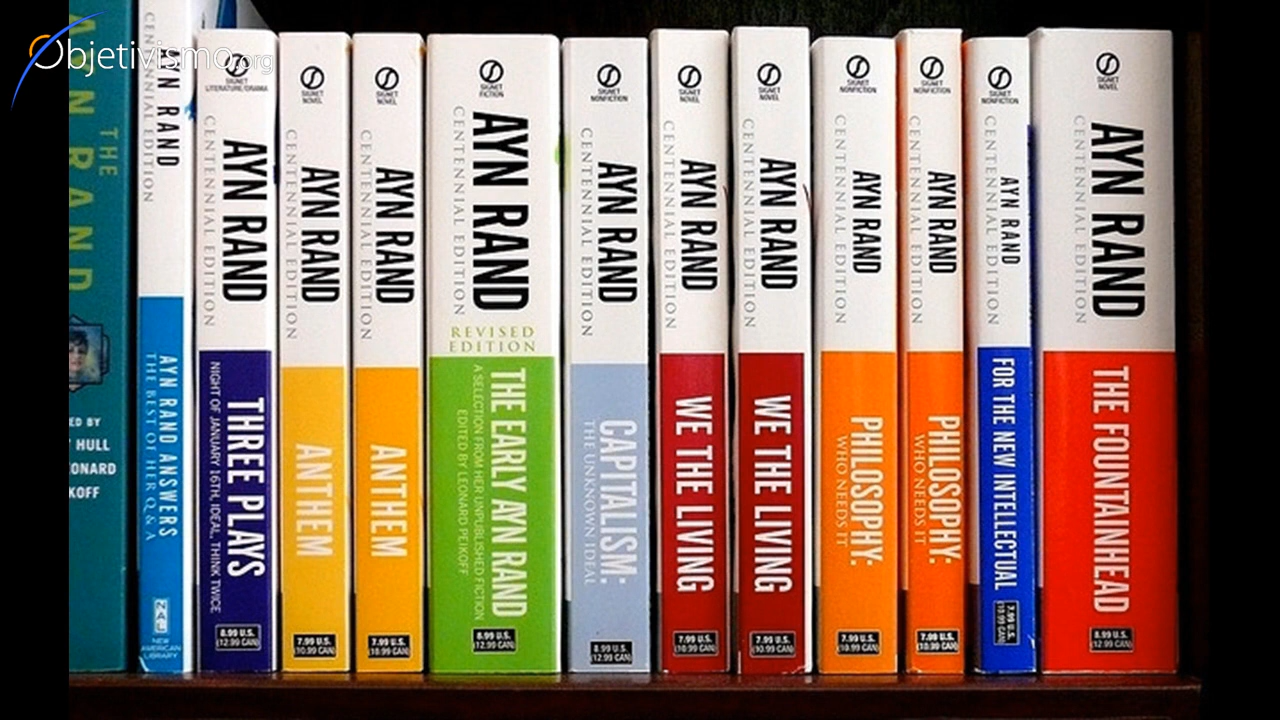 Objetivismo.org
THE
AYN RAND
ED BY
HULL
EONARD
KOFF
CENTENNIAL EDITION
AYN RAND
AYN RAND ANSWERS
THE BEST OF HER Q & A
NAL
NEW
AMERICAN
LIBRARY
SIGNET
LITERATURE/DRAMA
AYN RAND
CENTENNIAL EDITION
THREE PLAYS
NIGHT OF JANUARY 16TH, IDEAL, THINK TWICE
8.99 U.S.
(12.99 CAN)
SIGNET
NOVEL
AYN RAND
CENTENNIAL EDITION
ANTHEM
7.99 U.S.
(10.99 CAN)
SIGNET
NOVEL
AYN RAND
CENTENNIAL EDITION
ANTHEM
7.99 U.S.
(10.99 CAN)
SIGNET
FICTION
AYN RAND
CENTENNIAL EDITION
REVISED
EDITION
THE EARLY AYN RAND
A SELECTION FROM HER UNPUBLISHED FICTION
EDITED BY LEONARD PEIKOFF
8.99 U.S.
(12.99 CAN)
SIGNET
NONFICTION
AYN RAND
CENTENNIAL EDITION
CAPITALISM:
THE UNKNOWN IDEAL
8.99 U.S.
(12.99 CAN)
SIGNET
NOVEL
AYN RAND
CENTENNIAL EDITION
WE THE LIVING
7.99 U.S.
(10.99 CAN)
SIGNET
NOVEL
AYN RAND
CENTENNIAL EDITION
WE THE LIVING
7.99 U.S.
(10.99 CAN)
SIGNET
NONFICTION
AYN RAND
CENTENNIAL EDITION
PHILOSOPHY:
WHO NEEDS IT
7.99 U.S.
(10.99 CAN)
SIGNET
NONFICTION
AYN RAND
CENTENNIAL EDITION
PHILOSOPHY:
WHO NEEDS IT
7.99 U.S.
(10.99 CAN)
SIGNET
NONFICTION
AYN RAND
CENTENNIAL EDITION
FOR THE NEW INTELLECTUAL
7.99 U.S.
(10.99 CAN)
SIGNET
NOVEL
AYN RAND
CENTENNIAL EDITION
THE FOUNTAINHEAD
8.99 U.S.
(12.99 CAN)